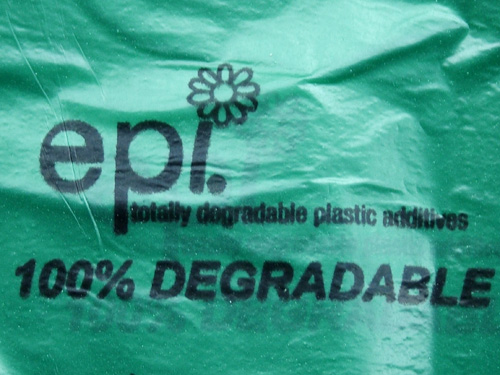 epi.
totally degradable plastic additives
100% DEGRADABLE